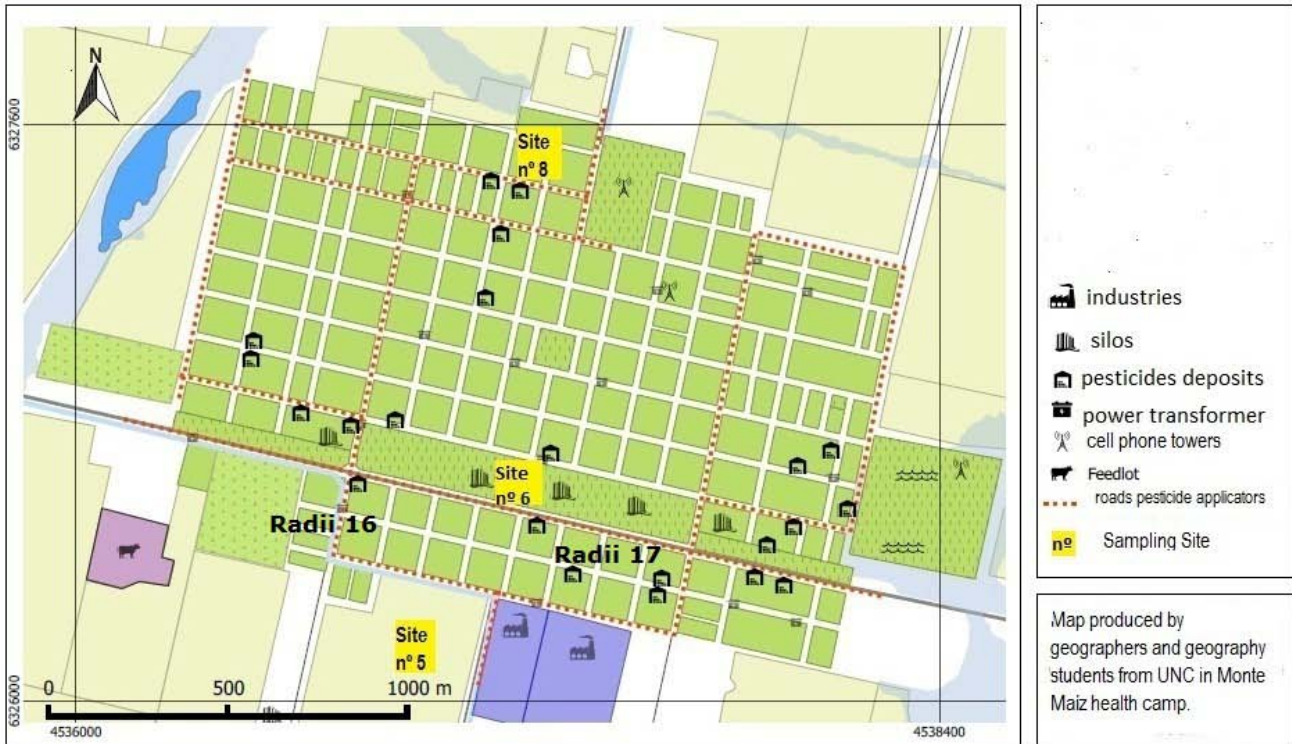 N
6327600
6326000
Site
nº 8
Site
nº 6
Radii 16
Radii 17
Site
nº 5
0 500 1000 m
4536000
4538400
industries
silos
pesticides deposits
power transformer
cell phone towers
Feedlot
roads pesticide applicators
nº Sampling Site
Map produced by
geographers and geography
students from UNC in Monte
Maiz health camp.